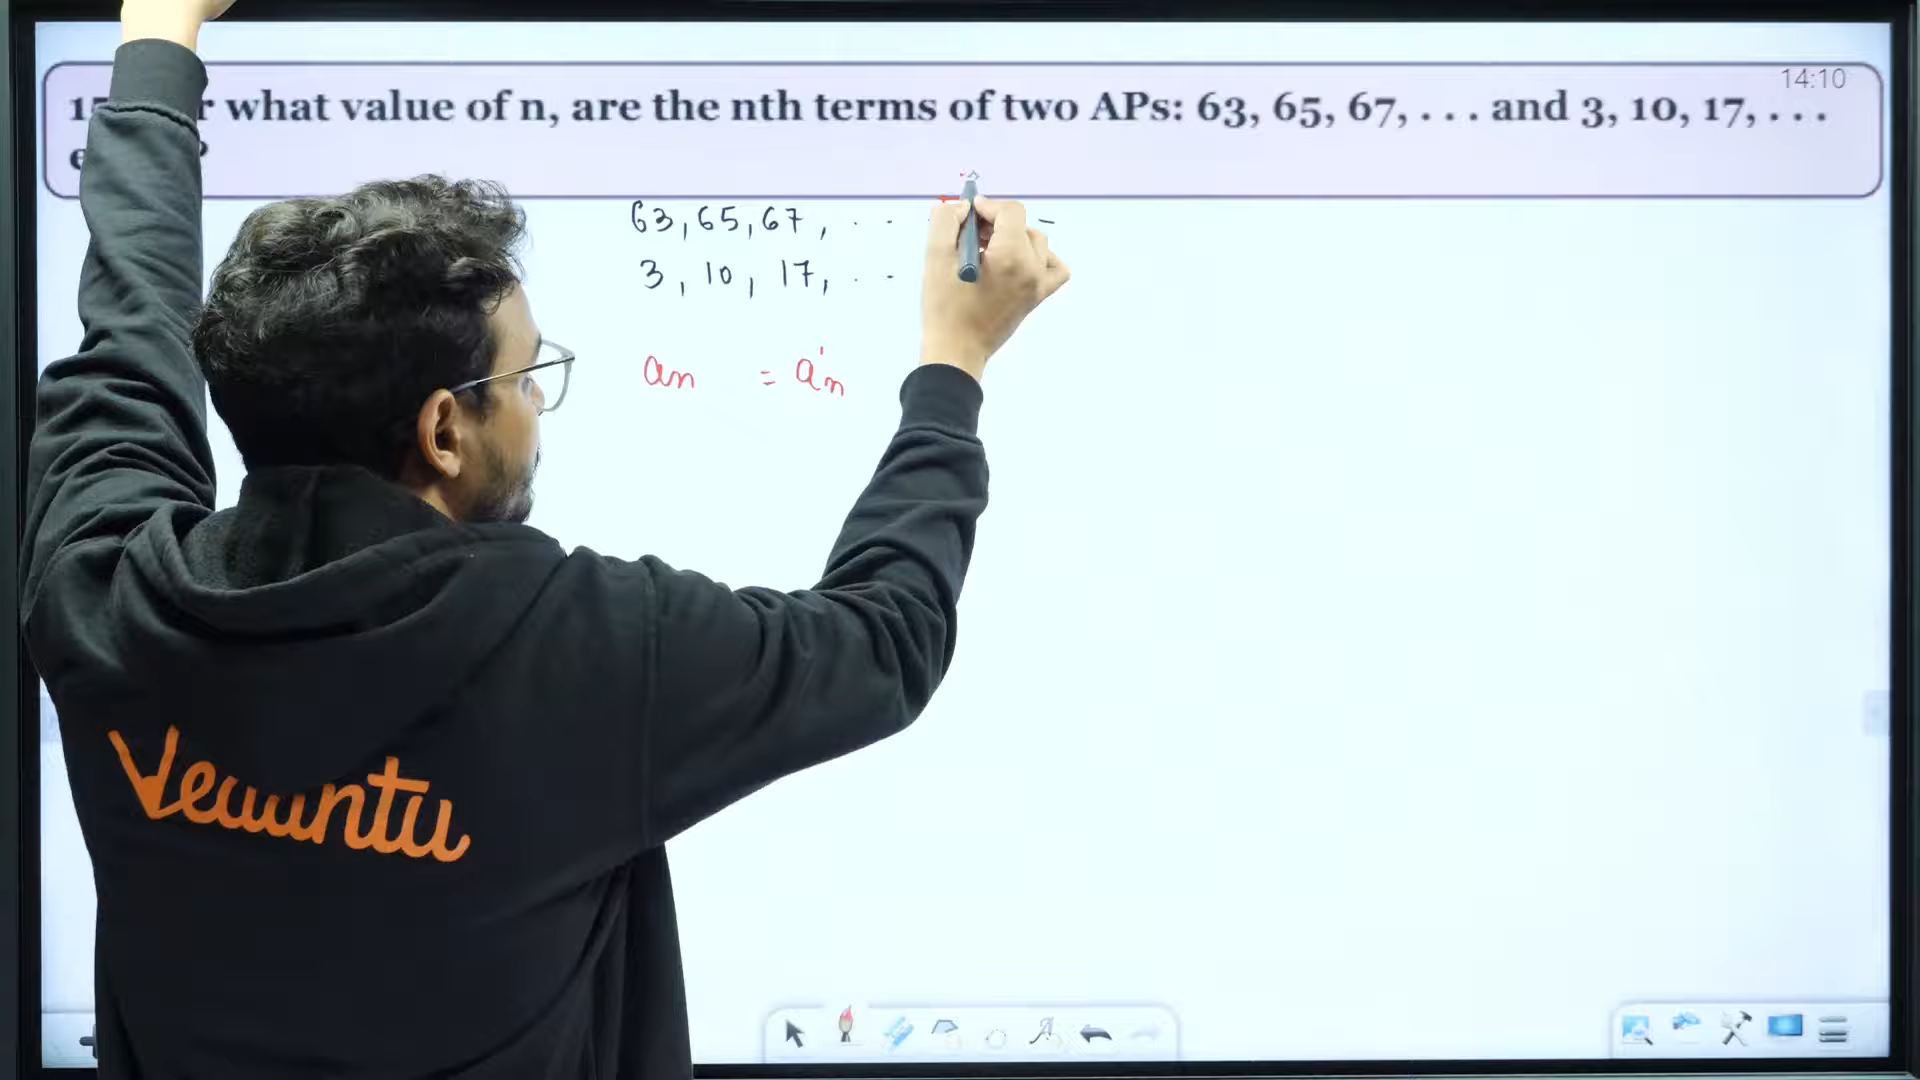 14:10
r what value of n, are the nth terms of two APs: 63, 65, 67, . . . and 3, 10, 17, . . .
?
63, 65, 67, . .
3, 10, 17, . .
an = a'n